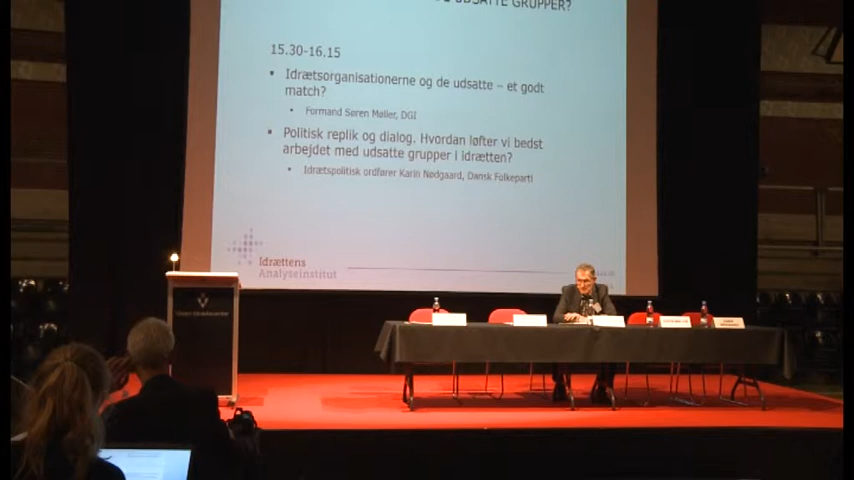 UDSATTE GRUPPER?
15.30-16.15
▪ Idrætsorganisationerne og de udsatte – et godt
match?
▪ Formand Søren Møller, DGI
▪ Politisk replik og dialog. Hvordan løfter vi bedst
arbejdet med udsatte grupper i idrætten?
▪ Idrætspolitisk ordfører Karin Nødgaard, Dansk Folkeparti
Idrættens
Analyseinstitut